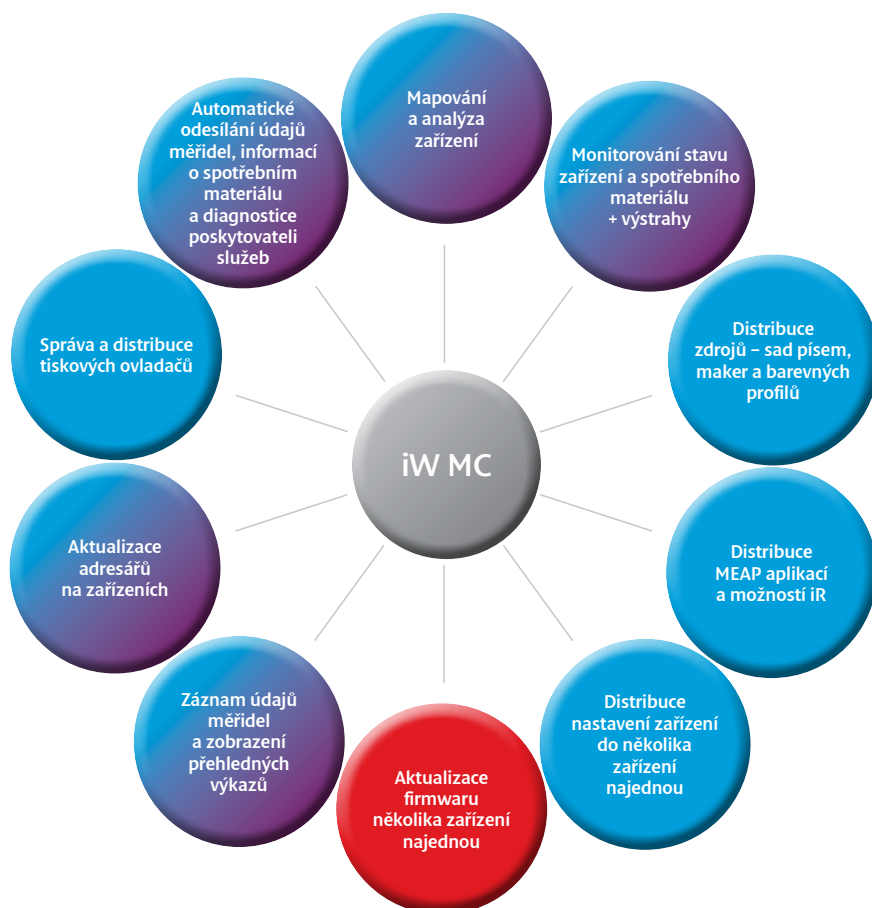 Mapování
a analýza
zařízení
Monitorování stavu
zařízení a spotřebního
materiálu
+ výstrahy
Distribuce
zdrojů – sad písem,
maker a barevných
profilů
Distribuce
MEAP aplikací
a možností iR
Distribuce
nastavení zařízení
do několika
zařízení
najednou
Aktualizace
firmwaru
několika zařízení
najednou
Záznam údajů
měřidel
a zobrazení
přehledných
výkazů
Aktualizace
adresářů
na zařízeních
Správa a distribuce
tiskových ovladačů
Automatické
odesílání údajů
měřidel, informací
o spotřebním
materiálu
a diagnostice
poskytovateli
služeb
iW MC